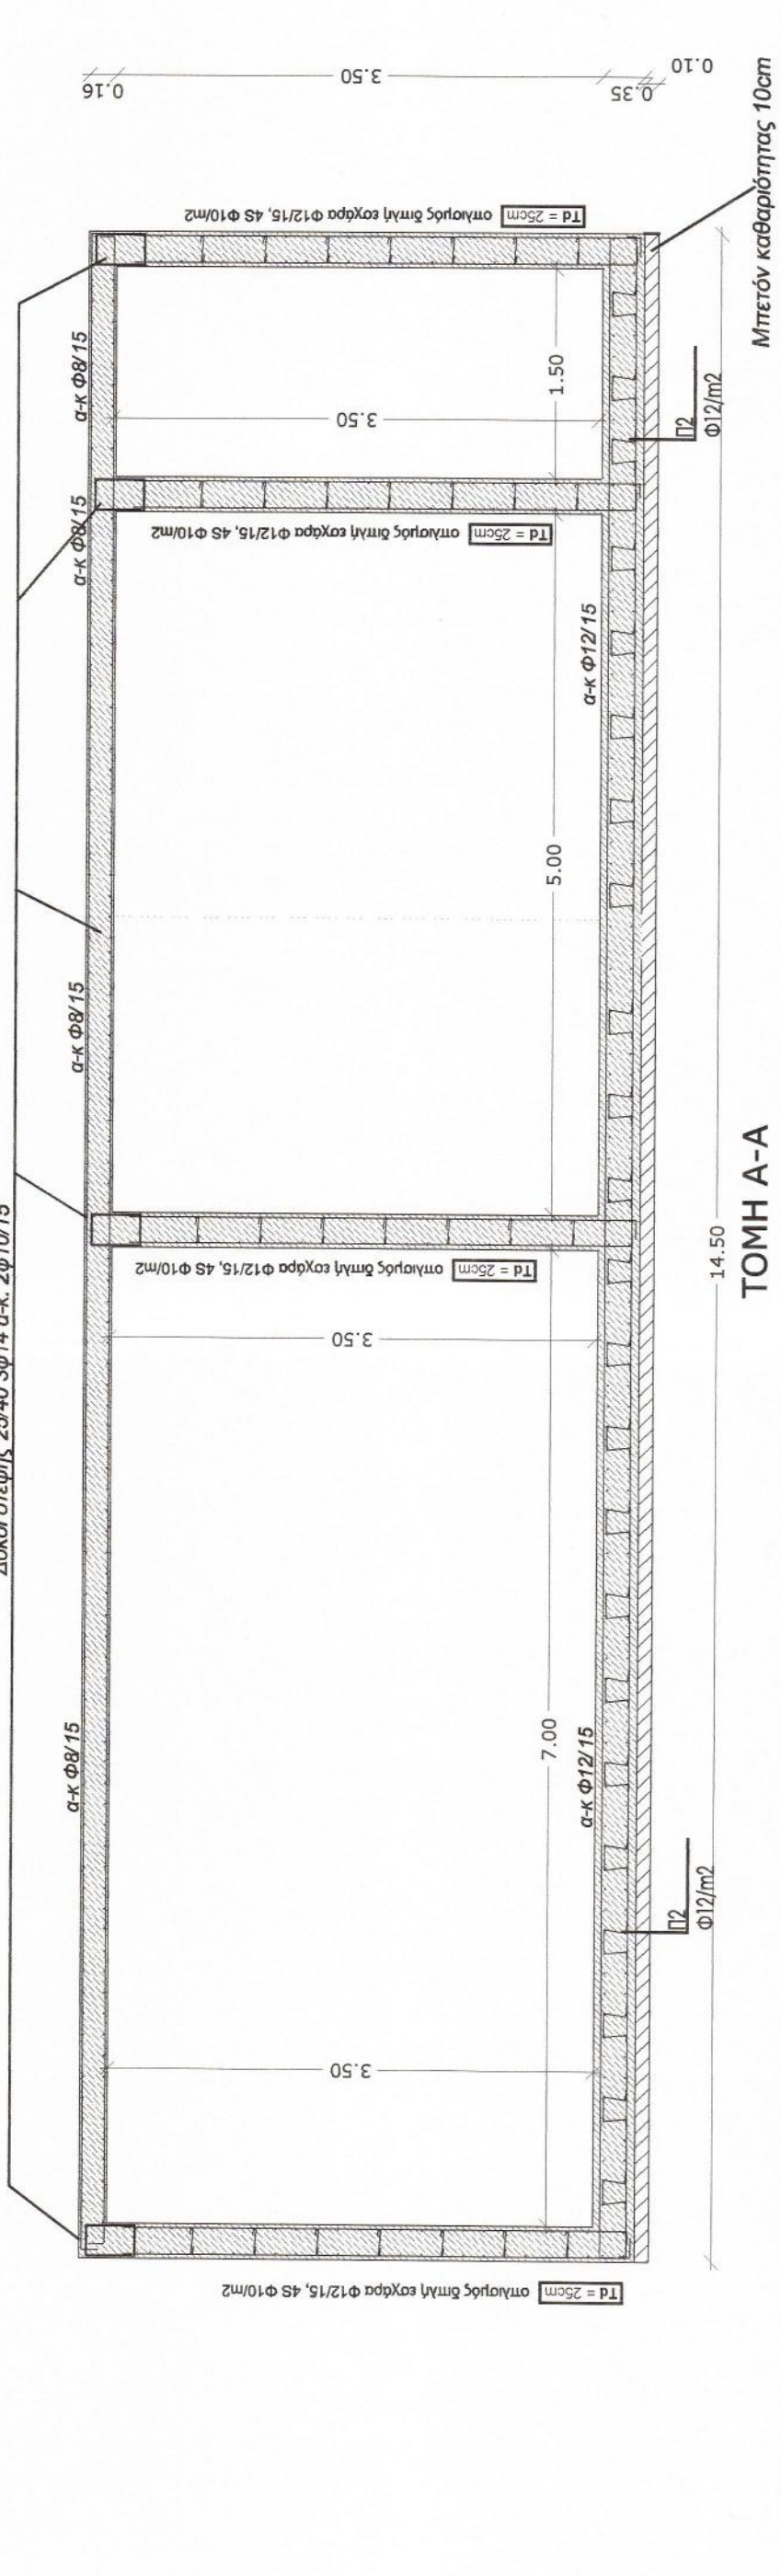 Δοκοί στέψης 25/40 3Φ14 α-κ. 2Φ10/15
α-κ Φ8/15
α-κ Φ8/15
α-κ Φ8/15
α-κ Φ8/15
0.16
3.50
0.35
0.10
Td = 25cm οπλισμός διπλή εσχάρα Φ12/15, 4S Φ10/m2
3.50
7.00
α-κ Φ12/15
3.50
Td = 25cm οπλισμός διπλή εσχάρα Φ12/15, 4S Φ10/m2
5.00
α-κ Φ12/15
Td = 25cm οπλισμός διπλή εσχάρα Φ12/15, 4S Φ10/m2
3.50
1.50
Td = 25cm οπλισμός διπλή εσχάρα Φ12/15, 4S Φ10/m2
Π2
Φ12/m2
Π2
Φ12/m2
14.50
Μπετόν καθαριότητας 10cm
ΤΟΜΗ Α-Α